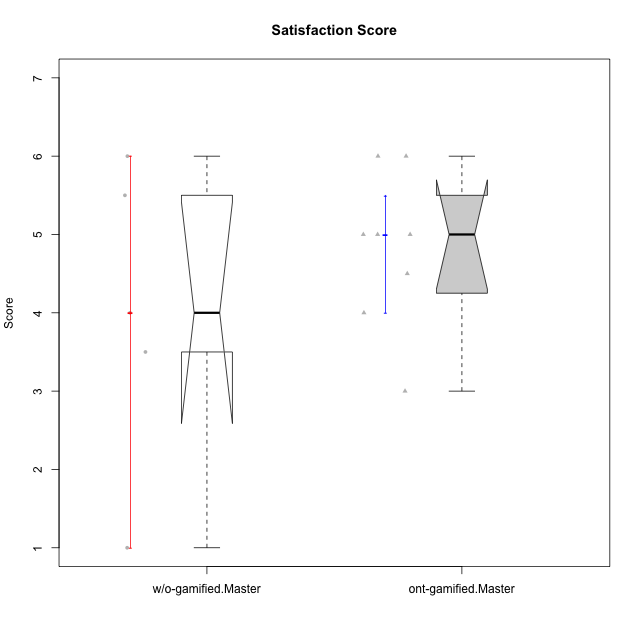 Satisfaction Score
Score
7
6
5
4
3
2
1
w/o-gamified.Master
ont-gamified.Master